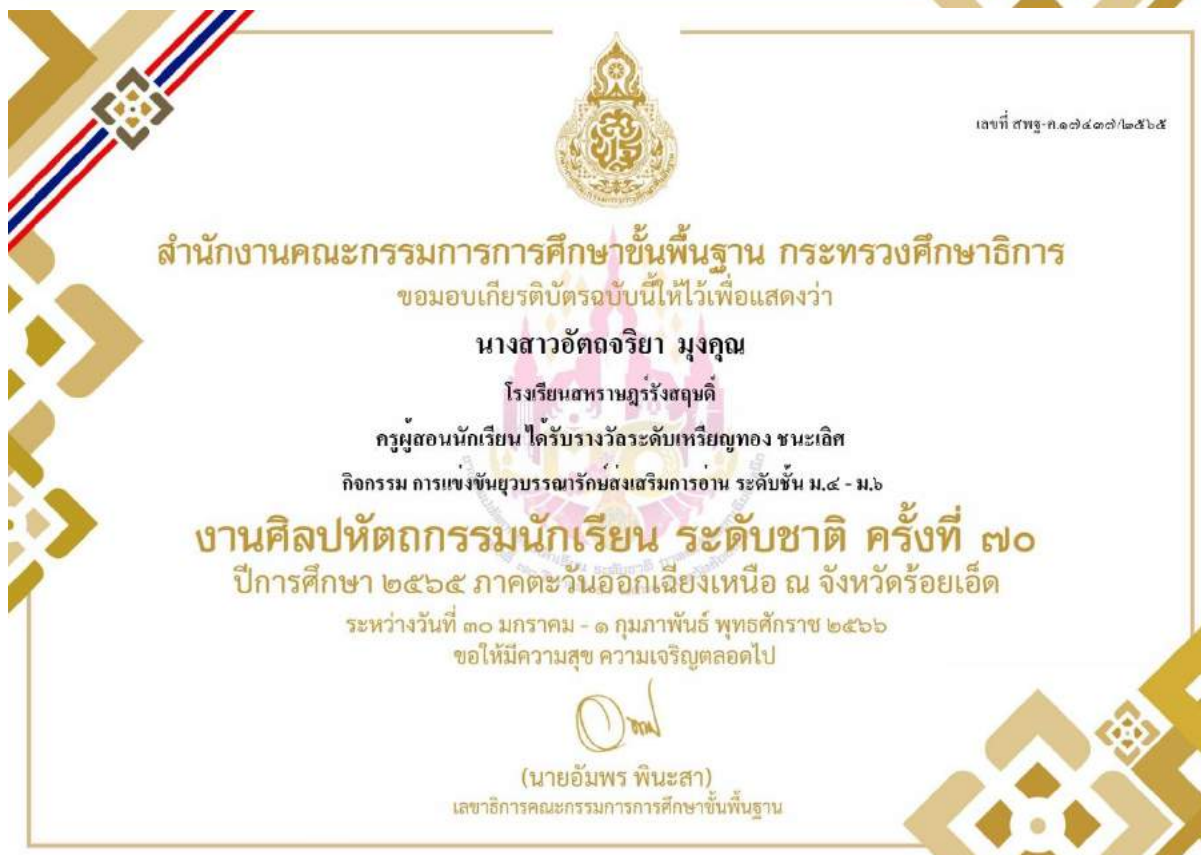 เลขที่ สพฐ-ค.๑๗๔๓๗/๒๕๖๕
สำนักงานคณะกรรมการการศึกษาขั้นพื้นฐาน กระทรวงศึกษาธิการ
ขอมอบเกียรติบัตรฉบับนี้ให้ไว้เพื่อแสดงว่า
นางสาวอัตถจริยา มุงคุณ
โรงเรียนสหราษฎร์รังสฤษดิ์
ครูผู้สอนนักเรียน ได้รับรางวัลระดับเหรียญทอง ชนะเลิศ
กิจกรรม การแข่งขันยุวบรรณารักษ์ส่งเสริมการอ่าน ระดับชั้น ม.๔ - ม.๖
งานศิลปหัตถกรรมนักเรียน ระดับชาติ ครั้งที่ ๗๐
ปีการศึกษา ๒๕๖๕ ภาคตะวันออกเฉียงเหนือ ณ จังหวัดร้อยเอ็ด
ระหว่างวันที่ ๓๐ มกราคม - ๑ กุมภาพันธ์ พุทธศักราช ๒๕๖๖
ขอให้มีความสุข ความเจริญตลอดไป
(นายอัมพร พินะสา)
เลขาธิการคณะกรรมการการศึกษาขั้นพื้นฐาน